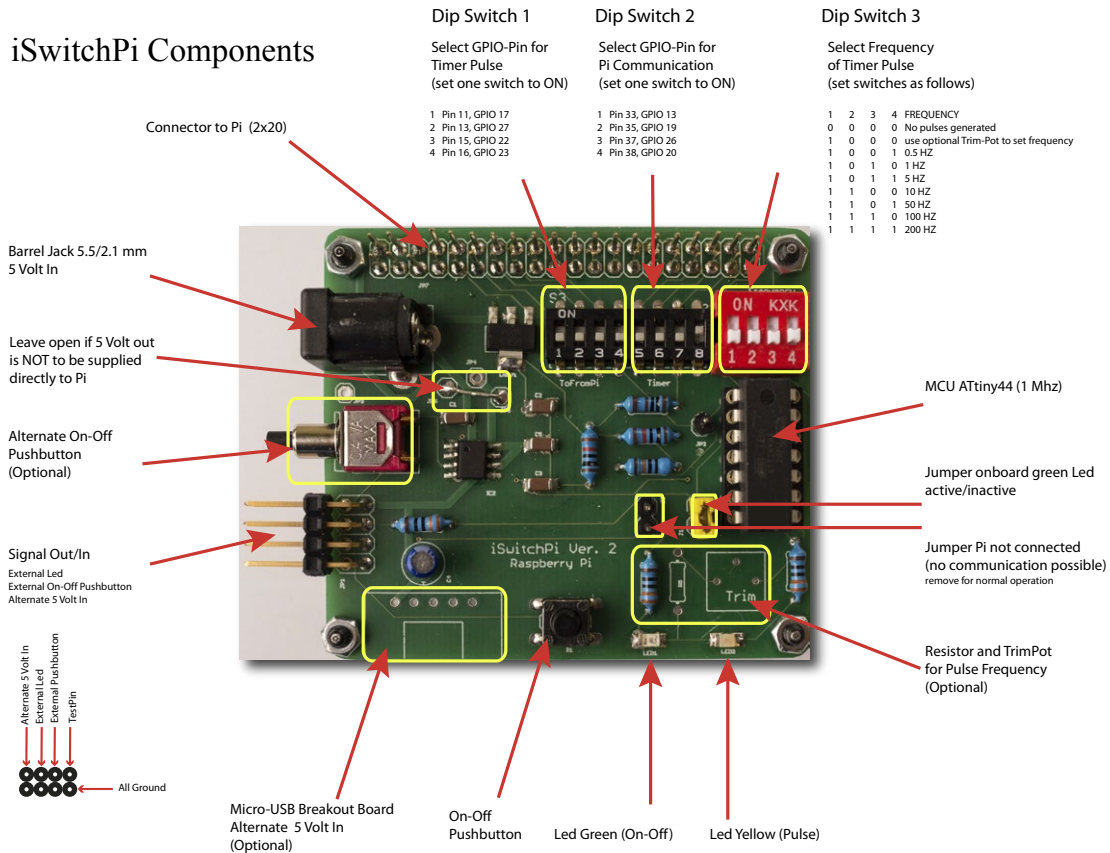 iSwitchPi Components
Dip Switch 1
Select GPIO-Pin for
Timer Pulse
(set one switch to ON)
1 Pin 11, GPIO 17
2 Pin 13, GPIO 27
3 Pin 15, GPIO 22
4 Pin 16, GPIO 23
Dip Switch 2
Select GPIO-Pin for
Pi Communication
(set one switch to ON)
1 Pin 33, GPIO 13
2 Pin 35, GPIO 19
3 Pin 37, GPIO 26
4 Pin 38, GPIO 20
Dip Switch 3
Select Frequency
of Timer Pulse
(set switches as follows)
1 2 3 4 FREQUENCY
0 0 0 0 No pulses generated
1 0 0 0 use optional Trim-Pot to set frequency
1 0 0 1 0.5 HZ
1 0 1 0 1 HZ
1 0 1 1 5 HZ
1 1 0 0 10 HZ
1 1 0 1 50 HZ
1 1 1 0 100 HZ
1 1 1 1 200 HZ
Connector to Pi (2x20)
Barrel Jack 5.5/2.1 mm
5 Volt In
Leave open if 5 Volt out
is NOT to be supplied
directly to Pi
Alternate On-Off
Pushbutton
(Optional)
Signal Out/In
External Led
External On-Off Pushbutton
Alternate 5 Volt In
Alternate 5 Volt In
External Led
External Pushbutton
TestPin
All Ground
S3
ON
1 2 3 4
5 6 7 8
ToFromPi
Timer
ON KXK
1 2 3 4
JP4
C1
C2
C3
IC2
JP3
JP1
iSwitchPi Ver. 2
Raspberry Pi
Trim
LED1
LED2
MCU ATtiny44 (1 Mhz)
Jumper onboard green Led
active/inactive
Jumper Pi not connected
(no communication possible)
remove for normal operation
Resistor and TrimPot
for Pulse Frequency
(Optional)
Micro-USB Breakout Board
Alternate 5 Volt In
(Optional)
On-Off
Pushbutton
Led Green (On-Off)
Led Yellow (Pulse)